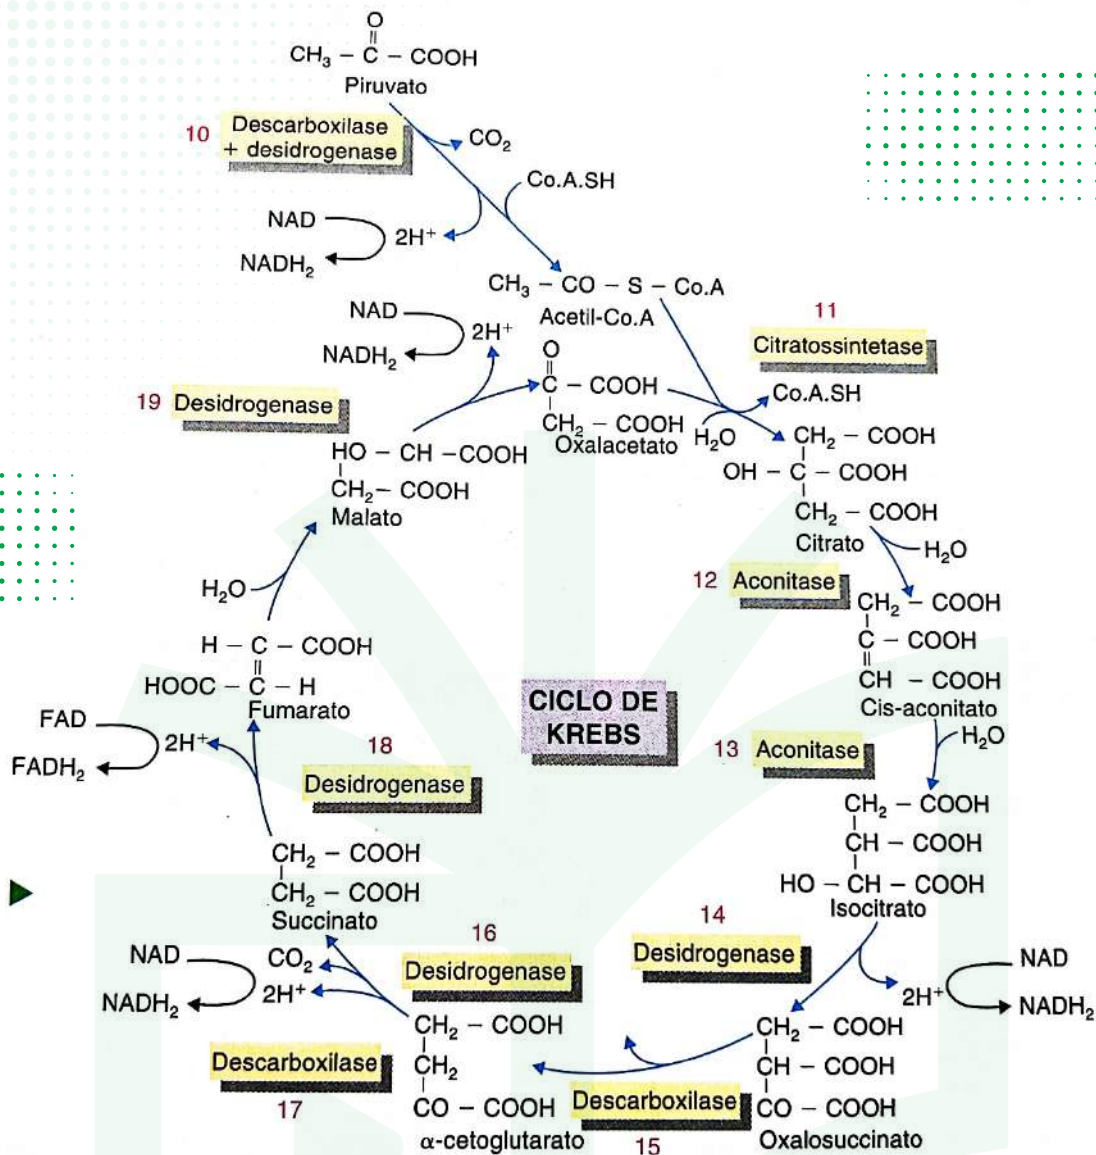 O
CH₃ – C – COOH
Piruvato
10
Descarboxilase
+ desidrogenase
CO₂
Co.A.SH
NAD
2H⁺
NADH₂
CH₃ – CO – S – Co.A
Acetil-Co.A
NAD
2H⁺
NADH₂
11
Citratossintetase
O
C – COOH
CH₂ – COOH
Oxalacetato
H₂O
Co.A.SH
19 Desidrogenase
HO – CH – COOH
CH₂ – COOH
Malato
CH₂ – COOH
OH – C – COOH
CH₂ – COOH
Citrato
H₂O
12 Aconitase
CH₂ – COOH
C – COOH
CH – COOH
Cis-aconitato
H₂O
H₂O
H – C – COOH
HOOC – C – H
Fumarato
CICLO DE
KREBS
13 Aconitase
FAD
2H⁺
FADH₂
18
Desidrogenase
CH₂ – COOH
CH – COOH
HO – CH – COOH
Isocitrato
CH₂ – COOH
CH₂ – COOH
Succinato
14
Desidrogenase
NAD
2H⁺
NADH₂
16
Desidrogenase
NAD
CO₂
2H⁺
NADH₂
17
Descarboxilase
CH₂ – COOH
CH₂
CO – COOH
α-cetoglutarato
Descarboxilase
15
CH₂ – COOH
CH – COOH
CO – COOH
Oxalosuccinato